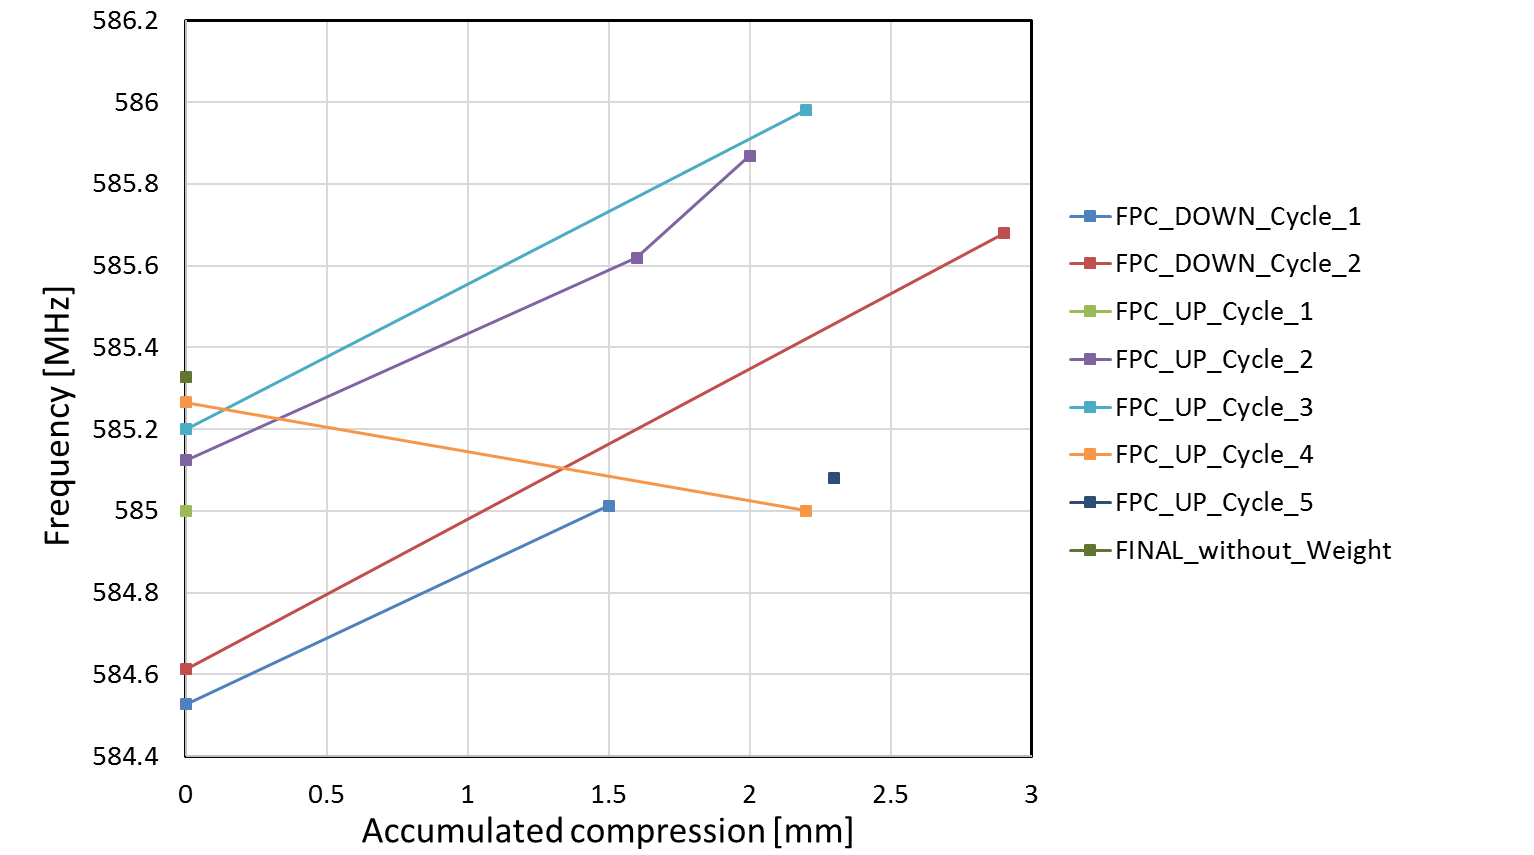 586.2
586
585.8
585.6
585.4
585.2
585
584.8
584.6
584.4
Frequency [MHz]
0 0.5 1 1.5 2 2.5 3
Accumulated compression [mm]
FPC_DOWN_Cycle_1
FPC_DOWN_Cycle_2
FPC_UP_Cycle_1
FPC_UP_Cycle_2
FPC_UP_Cycle_3
FPC_UP_Cycle_4
FPC_UP_Cycle_5
FINAL_without_Weight